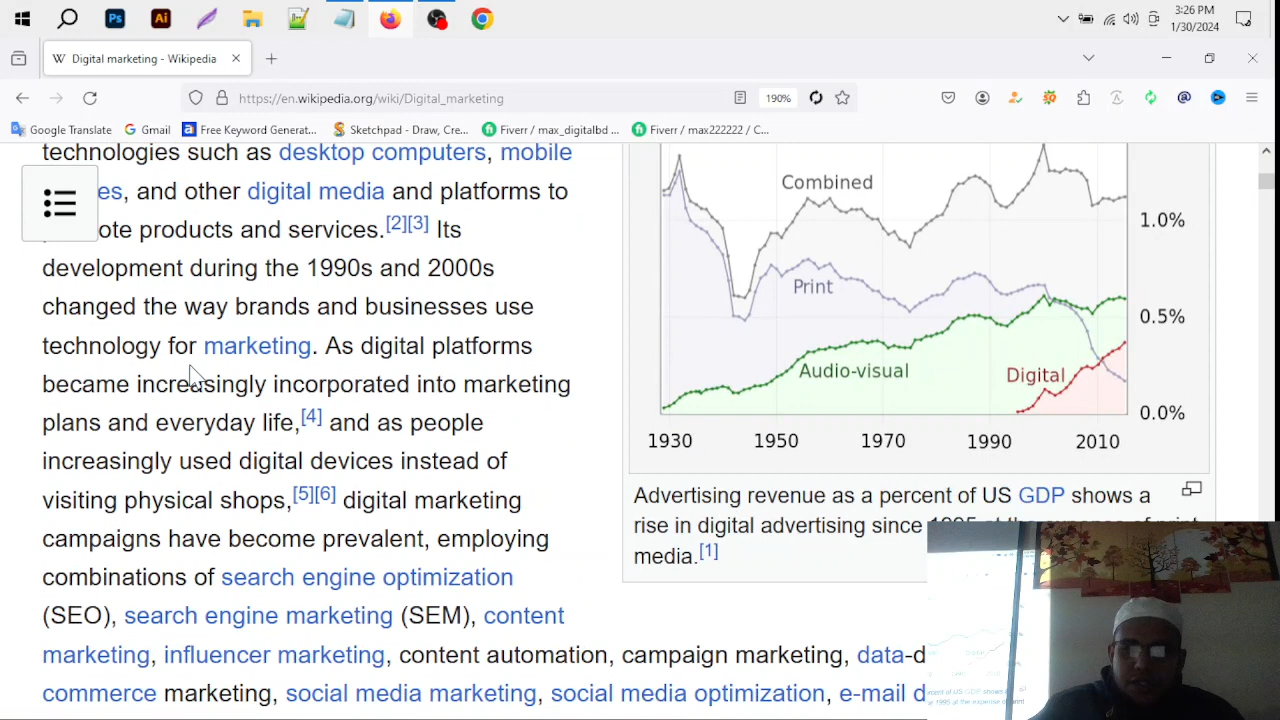 3:26 PM
1/30/2024
Ps
Ai
W Digital marketing - Wikipedia
https://en.wikipedia.org/wiki/Digital_marketing
190%
Google Translate
Gmail
Free Keyword Generat...
Sketchpad - Draw, Cre...
Fiverr / max_digitalbd ...
Fiverr / max222222 / C...
technologies such as desktop computers, mobile
es, and other digital media and platforms to
ote products and services.[2][3] Its
development during the 1990s and 2000s
changed the way brands and businesses use
technology for marketing. As digital platforms
became increasingly incorporated into marketing
plans and everyday life,[4] and as people
increasingly used digital devices instead of
visiting physical shops,[5][6] digital marketing
campaigns have become prevalent, employing
combinations of search engine optimization
(SEO), search engine marketing (SEM), content
marketing, influencer marketing, content automation, campaign marketing, data-d
commerce marketing, social media marketing, social media optimization, e-mail d
Combined
Print
Audio-visual
Digital
1.0%
0.5%
0.0%
1930 1950 1970 1990 2010
Advertising revenue as a percent of US GDP shows a
rise in digital advertising since 1995 at the expense of print
media.[1]